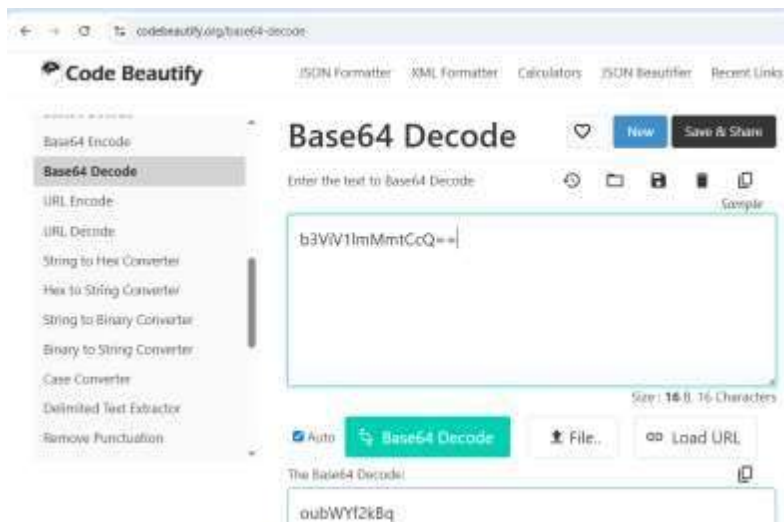 codebeautify.org/base64-decode
Code Beautify
JSON Formatter XML Formatter Calculators JSON Beautifier Recent Links
Base64 Encode
Base64 Decode
URL Encode
URL Decode
String to Hex Converter
Hex to String Converter
String to Binary Converter
Binary to String Converter
Case Converter
Delimited Text Extractor
Remove Punctuation
Base64 Decode
New Save & Share
Enter the text to Base64 Decode
Sample
b3ViV1lmMmtCcQ==
Size : 16 B, 16 Characters
Auto Base64 Decode File.. Load URL
The Base64 Decode:
oubWYf2kBq